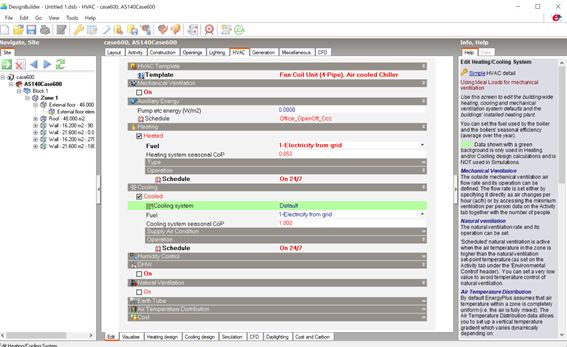 DesignBuilder - Untitled 1.dsb - HVAC - case600, AS140Case600
File Edit Go View Tools Help
Navigate, Site
case600, AS140Case600
Info, Help
Site
Layout Activity Construction Openings Lighting HVAC Generation Miscellaneous CFD
Help
case600
AS140Case600
Block 1
Zone 1
External floor - 48.000
External floor elem
Roof - 48.000 m2
Wall - 16.200 m2 - 90.
Wall - 21.600 m2 - 0.0
Wall - 16.200 m2 - 270
Wall - 21.600 m2 - 180
HVAC Template
Template Fan Coil Unit (4-Pipe), Air cooled Chiller
Mechanical Ventilation
On
Auxiliary Energy
Pump etc energy (W/m2) 0.0000
Schedule Office_OpenOff_Occ
Heating
Heated
Fuel 1-Electricity from grid
Heating system seasonal CoP 0.850
Type
Operation
Schedule On 24/7
Cooling
Cooled
Cooling system Default
Fuel 1-Electricity from grid
Cooling system seasonal CoP 1.800
Supply Air Condition
Operation
Schedule On 24/7
Humidity Control
DHW
On
Natural Ventilation
On
Earth Tube
Air Temperature Distribution
Cost
Edit Visualise Heating design Cooling design Simulation CFD Daylighting Cost and Carbon
Edit Heating/Cooling System
Simple HVAC detail
Using Ideal Loads for mechanical
ventilation
Use this screen to edit the building-
wide heating, cooling and mechanical
ventilation system defaults and the
buildings' installed heating plant.
You can set the fuel used by the boiler
and the boilers' seasonal efficiency
(average over the year).
Data shown with a green
background is only used in Heating
and/or Cooling design calculations and is
NOT used in Simulations.
Mechanical Ventilation
The outside mechanical ventilation air
flow rate and its operation can be
defined. The flow rate is set either by
specifying it directly as air changes per
hour (ac/h) or by accessing the minimum
ventilation per person data on the Activity
tab together with the number of people.
Natural ventilation
The natural ventilation rate and its
operation can be set.
'Scheduled' natural ventilation is active
when the air temperature in the zone is
higher than the natural ventilation
set-point temperature (as set on the
Activity tab under the 'Environmental
Control' header). You can set a very low
value to avoid temperature control of
natural ventilation.
Air Temperature Distribution
By default EnergyPlus assumes that air
temperature within a zone is completely
uniform (i.e. the air is fully mixed). The
Air Temperature Distribution data allows
you to set up a vertical temperature
gradient which varies dynamically
depending on:
Edit Heating/Cooling System